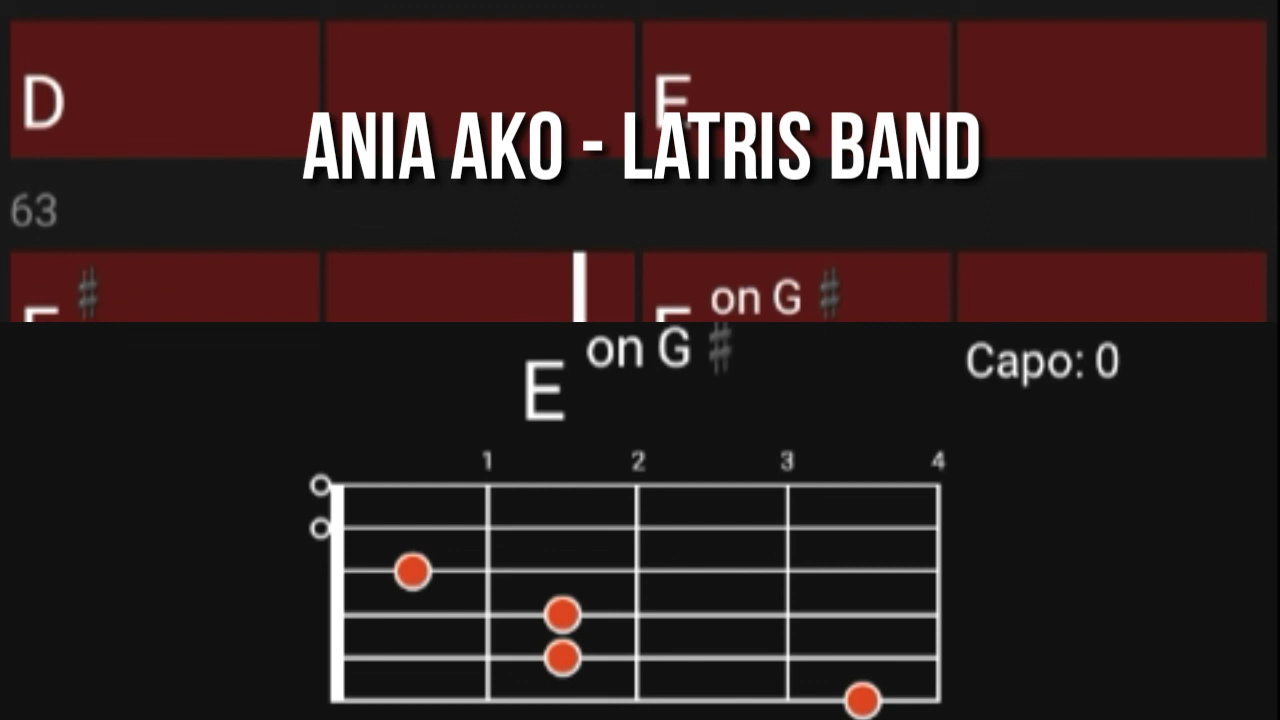 D E
ANIA AKO - LATRIS BAND
63
♯ on G ♯
E on G ♯ Capo: 0
1 2 3 4